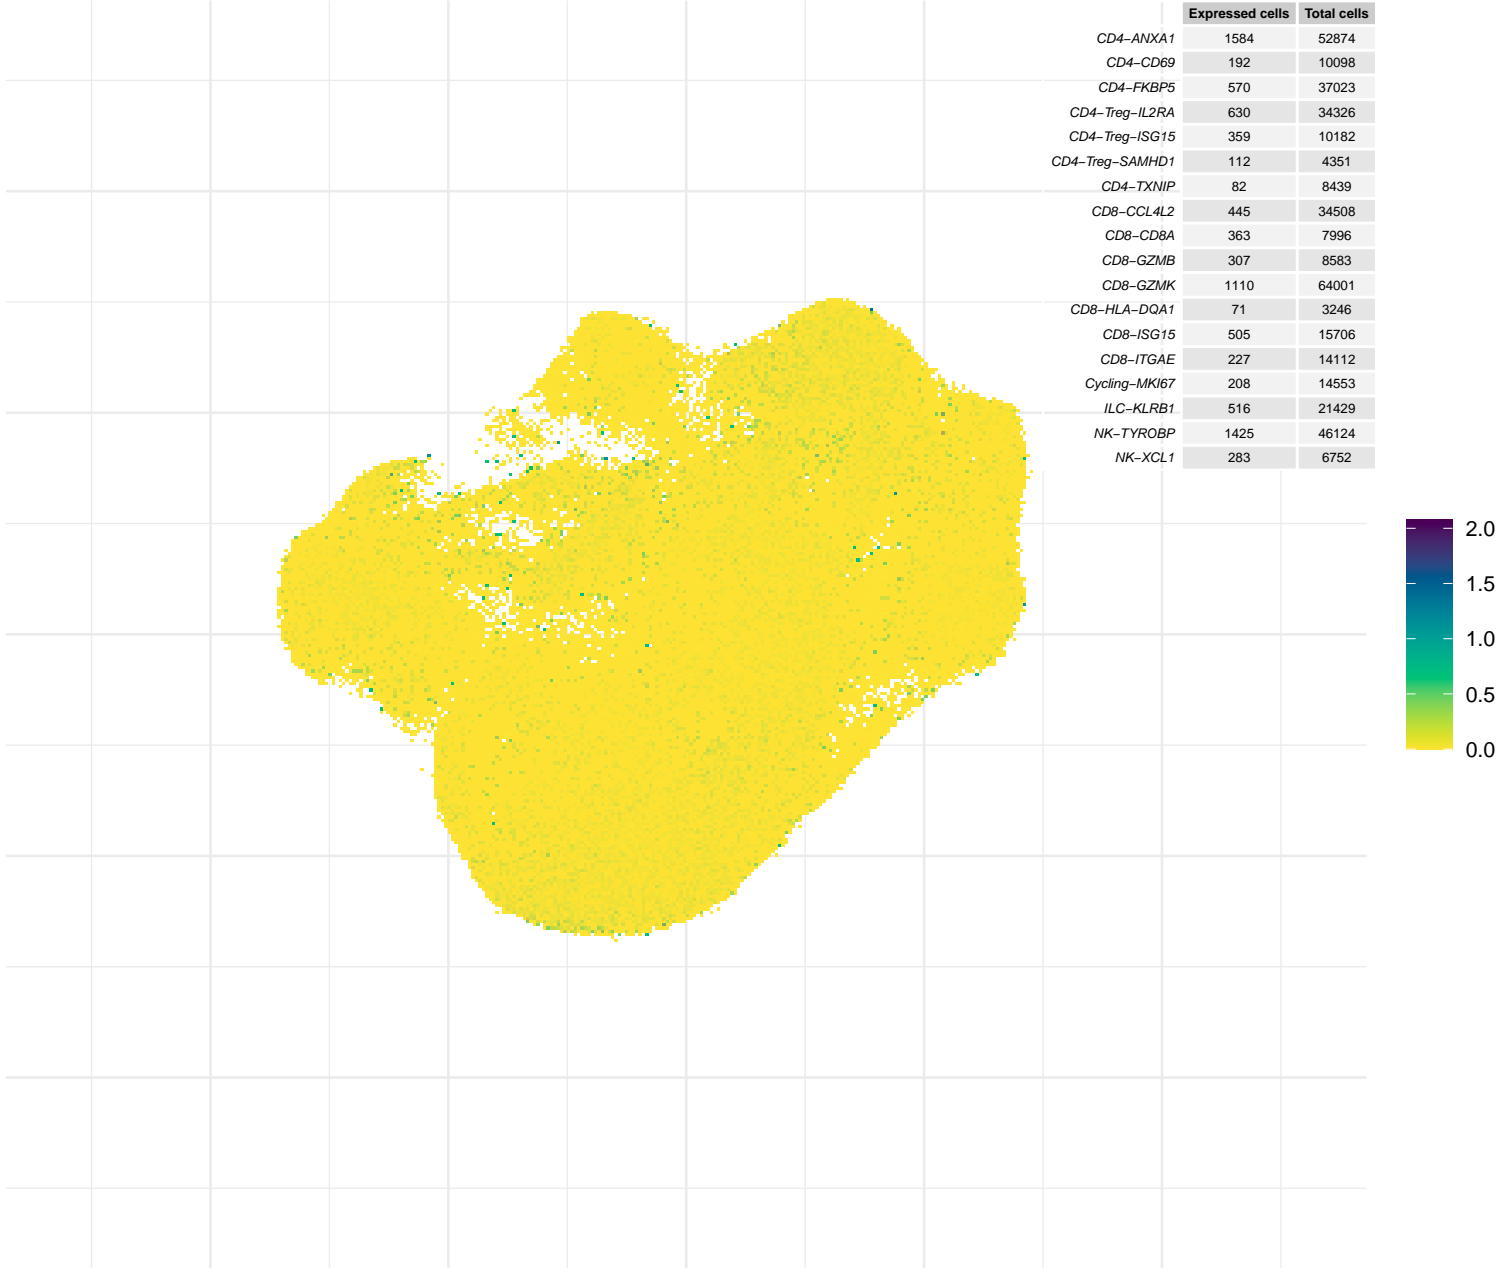 Expressed cells Total cells
CD4−ANXA1 1584 52874
CD4−CD69 192 10098
CD4−FKBP5 570 37023
CD4−Treg−IL2RA 630 34326
CD4−Treg−ISG15 359 10182
CD4−Treg−SAMHD1 112 4351
CD4−TXNIP 82 8439
CD8−CCL4L2 445 34508
CD8−CD8A 363 7996
CD8−GZMB 307 8583
CD8−GZMK 1110 64001
CD8−HLA−DQA1 71 3246
CD8−ISG15 505 15706
CD8−ITGAE 227 14112
Cycling−MKI67 208 14553
ILC−KLRB1 516 21429
NK−TYROBP 1425 46124
NK−XCL1 283 6752
2.0
1.5
1.0
0.5
0.0